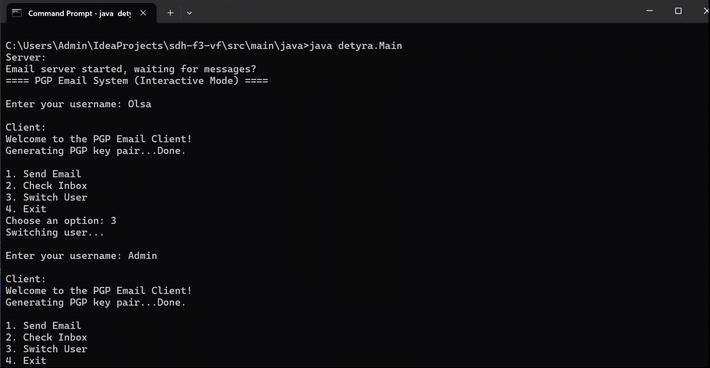 Command Prompt - java dety
C:\Users\Admin\IdeaProjects\sdh-f3-vf\src\main\java>java detyra.Main
Server:
Email server started, waiting for messages?
==== PGP Email System (Interactive Mode) ====
Enter your username: Olsa
Client:
Welcome to the PGP Email Client!
Generating PGP key pair...Done.
1. Send Email
2. Check Inbox
3. Switch User
4. Exit
Choose an option: 3
Switching user...
Enter your username: Admin
Client:
Welcome to the PGP Email Client!
Generating PGP key pair...Done.
1. Send Email
2. Check Inbox
3. Switch User
4. Exit